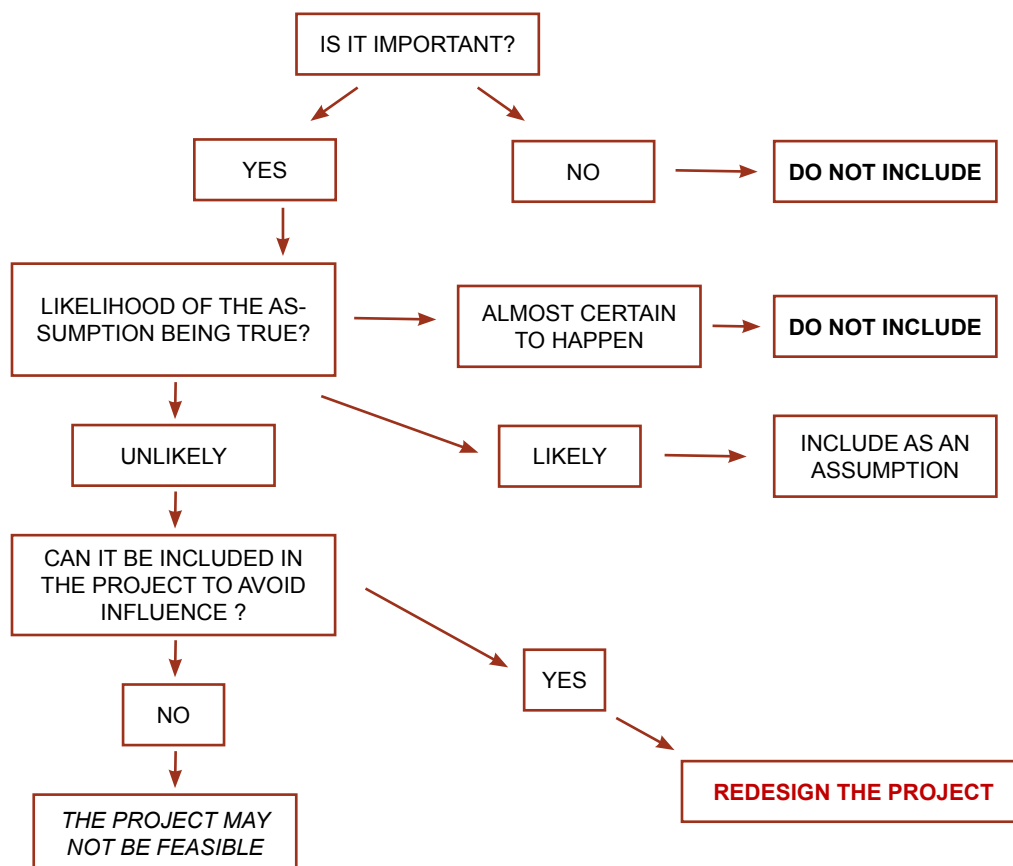 IS IT IMPORTANT?
YES
NO
DO NOT INCLUDE
LIKELIHOOD OF THE AS-
SUMPTION BEING TRUE?
ALMOST CERTAIN
TO HAPPEN
DO NOT INCLUDE
UNLIKELY
LIKELY
INCLUDE AS AN
ASSUMPTION
CAN IT BE INCLUDED IN
THE PROJECT TO AVOID
INFLUENCE ?
YES
NO
REDESIGN THE PROJECT
THE PROJECT MAY
NOT BE FEASIBLE